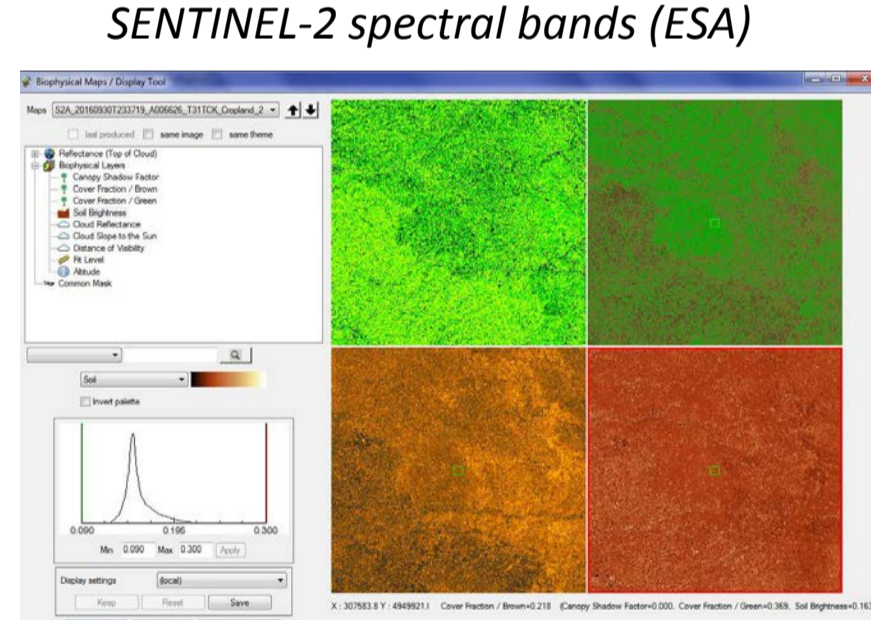 SENTINEL-2 spectral bands (ESA)
Biophysical Maps / Display Tool
Maps S2A_20160930T233719_A006626_T31TCK_Cropland_2
last produced same image same theme
Reflectance (Top of Cloud)
Biophysical Layers
Canopy Shadow Factor
Cover Fraction / Brown
Cover Fraction / Green
Soil Brightness
Cloud Reflectance
Cloud Slope to the Sun
Distance of Visibility
Fit Level
Altitude
Common Mask
Soil
Invert palette
0.090 0.195 0.300
Min 0.090 Max 0.300 Apply
Display settings (local)
Keep Reset Save
X : 307583.8 Y : 4949921.1 Cover Fraction / Brown=0.218 (Canopy Shadow Factor=0.000, Cover Fraction / Green=0.369, Soil Brightness=0.163